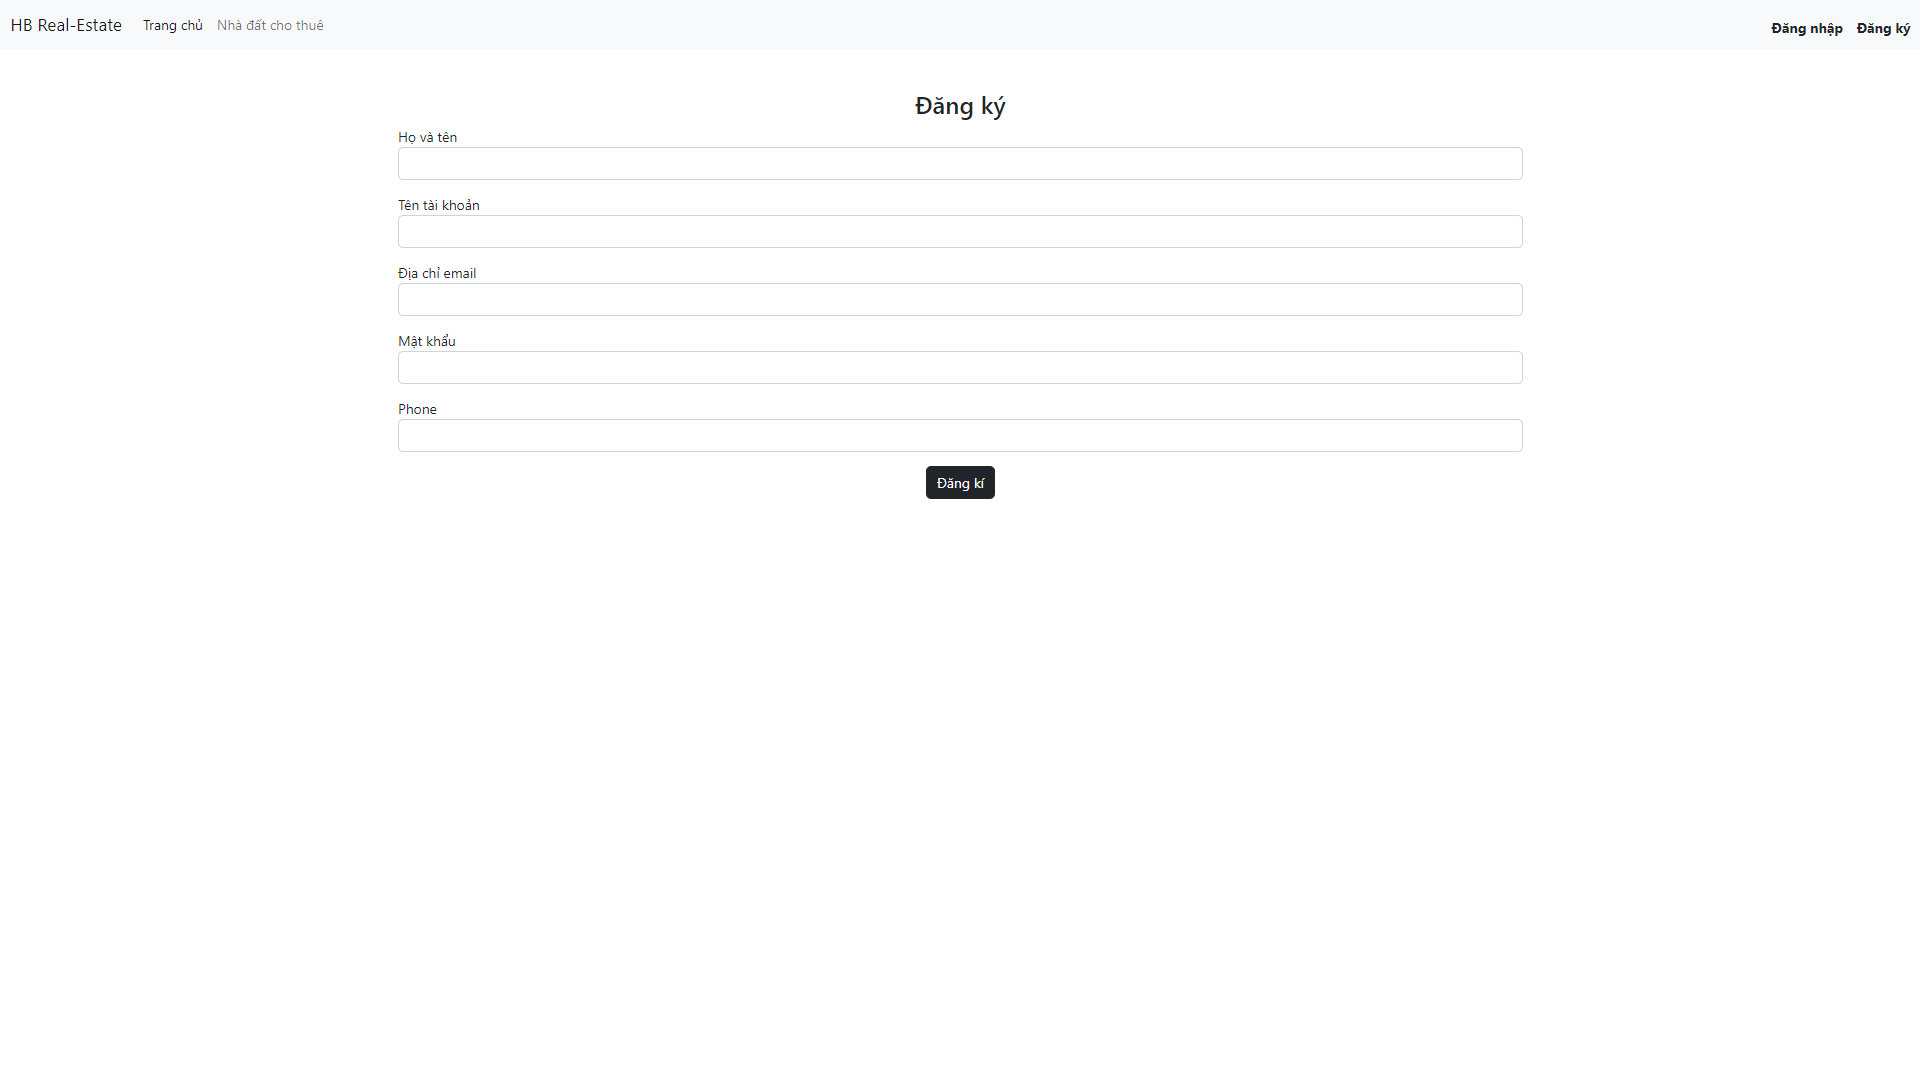 HB Real-Estate Trang chủ Nhà đất cho thuê Đăng nhập Đăng ký
Đăng ký
Họ và tên
Tên tài khoản
Địa chỉ email
Mật khẩu
Phone
Đăng kí